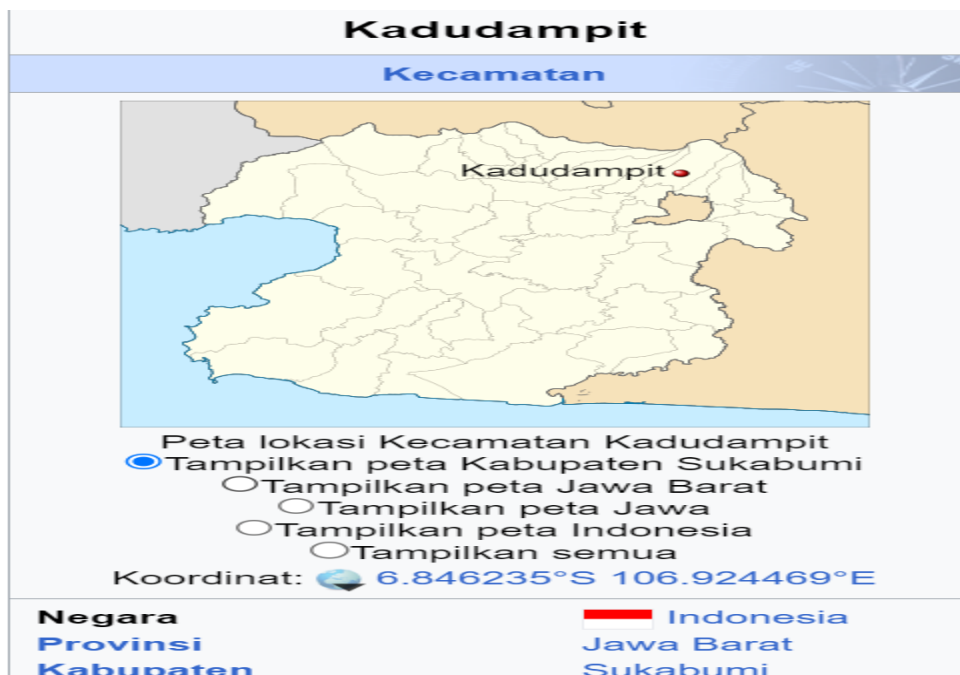 Kadudampit
Kecamatan
Kadudampit
Peta lokasi Kecamatan Kadudampit
Tampilkan peta Kabupaten Sukabumi
Tampilkan peta Jawa Barat
Tampilkan peta Jawa
Tampilkan peta Indonesia
Tampilkan semua
Koordinat: 6.846235°S 106.924469°E
Negara Indonesia
Provinsi Jawa Barat
Kabupaten Sukabumi